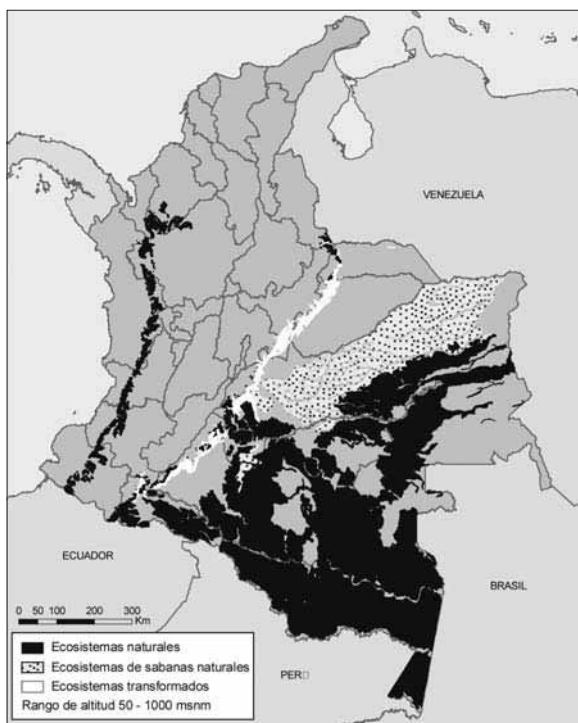 VENEZUELA
ECUADOR
BRASIL
PER□
0 50 100 200 300
Km
Ecosistemas naturales
Ecosistemas de sabanas naturales
Ecosistemas transformados
Rango de altitud 50 - 1000 msnm